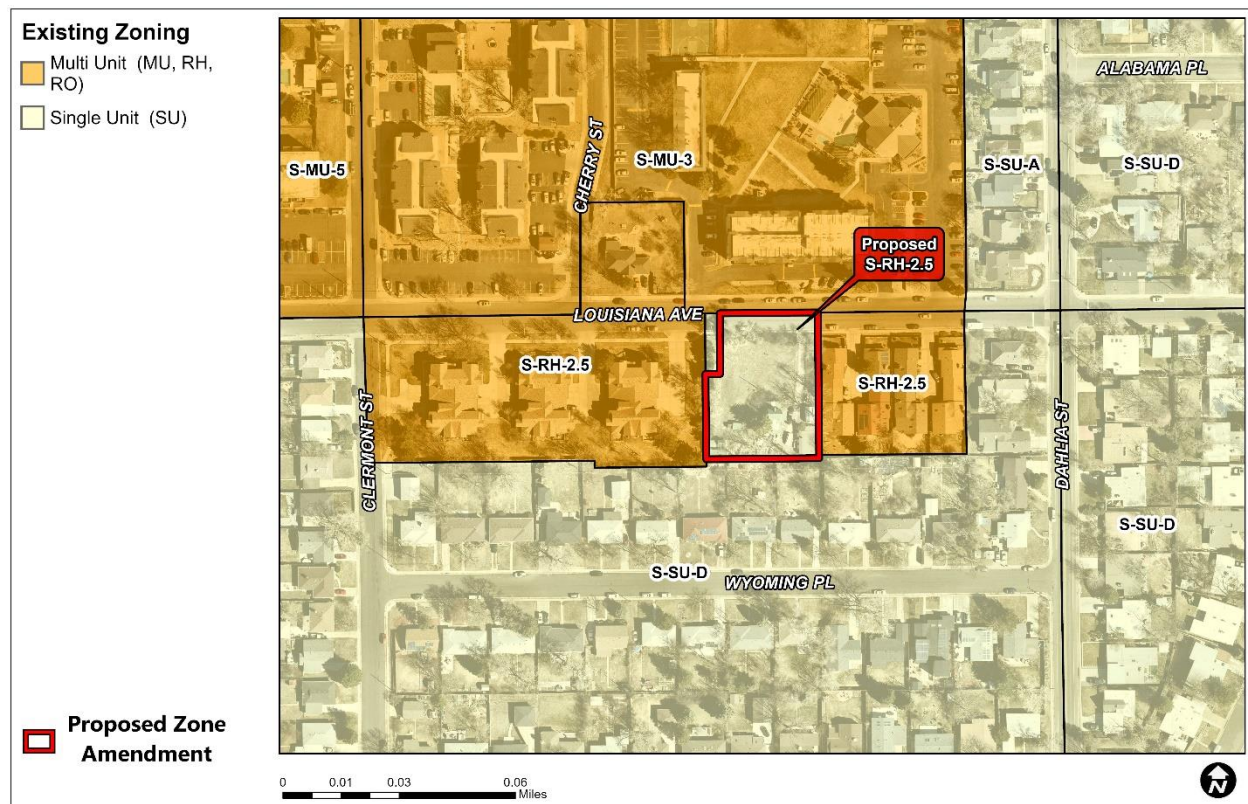 Existing Zoning
Multi Unit (MU, RH,
RO)
Single Unit (SU)
ALABAMA PL
CHERRY ST
S-MU-5
S-MU-3
S-SU-A
S-SU-D
Proposed
S-RH-2.5
LOUISIANA AVE
S-RH-2.5
S-RH-2.5
CLERMONT ST
DAHLIA ST
S-SU-D
S-SU-D
WYOMING PL
Proposed Zone
Amendment
0 0.01 0.03 0.06
Miles
N